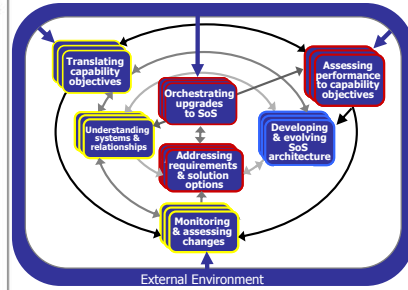 Translating
capability
objectives
Orchestrating
upgrades
to SoS
Assessing
performance
to capability
objectives
Understanding
systems &
relationships
Developing
& evolving
SoS
architecture
Addressing
requirements
& solution
options
Monitoring
& assessing
changes
External Environment